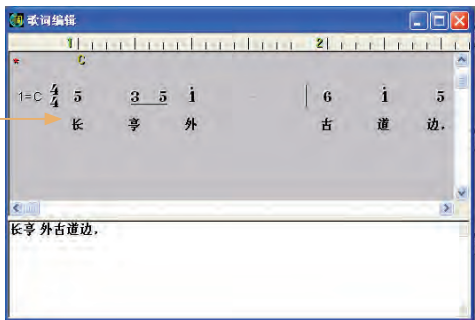 歌词编辑
1 2
* C
1=C 4/4 5 3 5 i - | 6 i 5
长 亭 外 古 道 边,
长亭 外古道边,